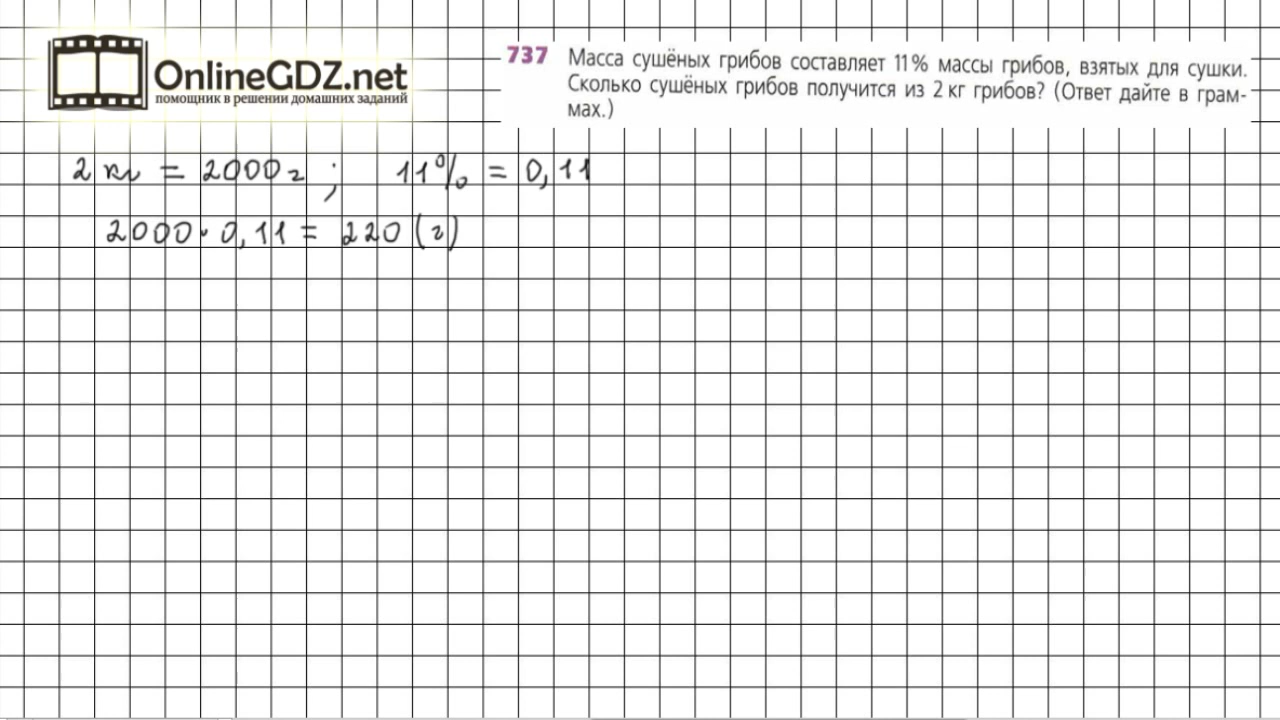 OnlineGDZ.net
помощник в решении домашних заданий
737 Масса сушёных грибов составляет 11% массы грибов, взятых для сушки.
Сколько сушёных грибов получится из 2 кг грибов? (Ответ дайте в грам-
мах.)
2 кг = 2000 г ; 11% = 0,11
2000 · 0,11 = 220 (г)